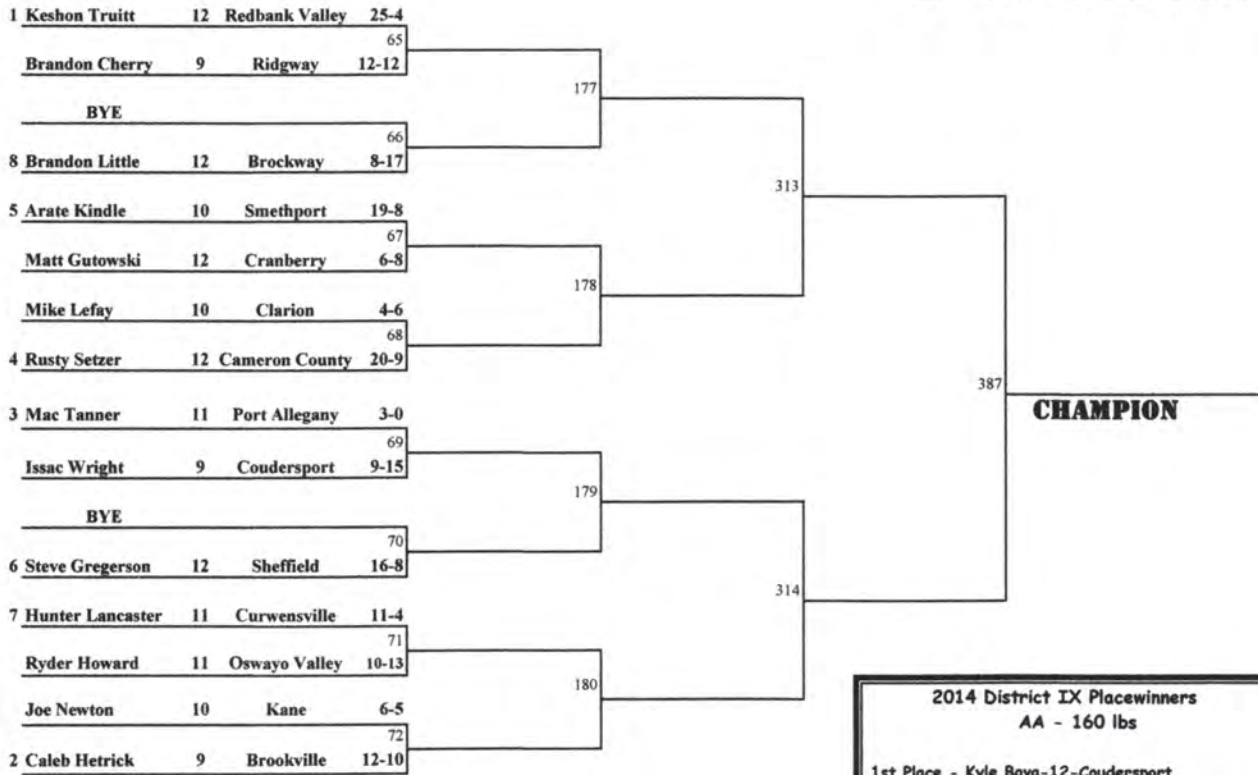 1 Keshon Truitt 12 Redbank Valley 25-4
65
Brandon Cherry 9 Ridgway 12-12
177
BYE
66
8 Brandon Little 12 Brockway 8-17
313
5 Arate Kindle 10 Smethport 19-8
67
Matt Gutowski 12 Cranberry 6-8
178
Mike Lefay 10 Clarion 4-6
68
4 Rusty Setzer 12 Cameron County 20-9
387
CHAMPION
3 Mac Tanner 11 Port Allegany 3-0
69
Issac Wright 9 Coudersport 9-15
179
BYE
70
6 Steve Gregerson 12 Sheffield 16-8
314
7 Hunter Lancaster 11 Curwensville 11-4
71
Ryder Howard 11 Oswayo Valley 10-13
180
Joe Newton 10 Kane 6-5
72
2 Caleb Hetrick 9 Brookville 12-10
2014 District IX Placewinners
AA - 160 lbs
1st Place - Kyle Bova-12-Coudersport